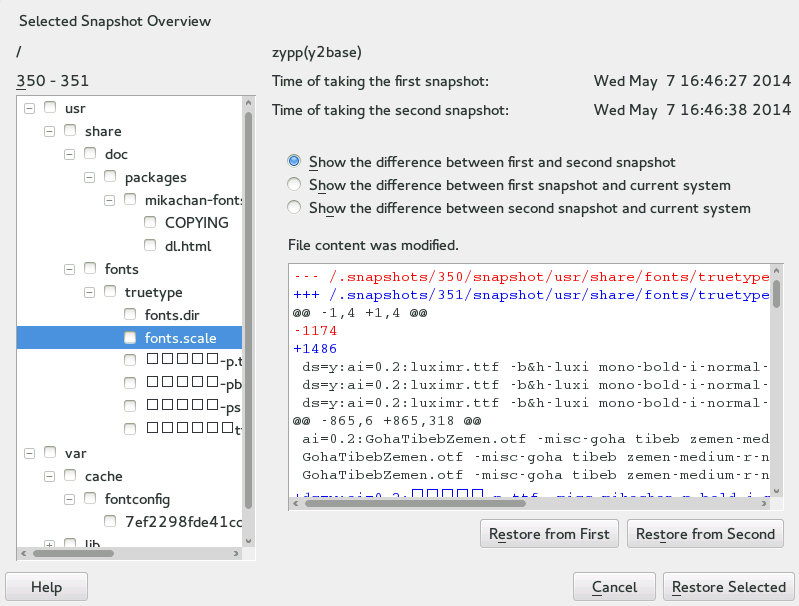 Selected Snapshot Overview
/
zypp(y2base)
350 - 351
Time of taking the first snapshot: Wed May 7 16:46:27 2014
Time of taking the second snapshot: Wed May 7 16:46:38 2014
usr
share
doc
packages
mikachan-font
COPYING
dl.html
fonts
truetype
fonts.dir
fonts.scale
□□□□□-p.t
□□□□□-pb
□□□□□-ps
□□□□□□t
var
cache
fontconfig
7ef2298fde41cc
lib
Show the difference between first and second snapshot
Show the difference between first snapshot and current system
Show the difference between second snapshot and current system
File content was modified.
--- /.snapshots/350/snapshot/usr/share/fonts/truetype
+++ /.snapshots/351/snapshot/usr/share/fonts/truetype
@@ -1,4 +1,4 @@
-1174
+1486
ds=y:ai=0.2:luximr.ttf -b&h-luxi mono-bold-i-normal-
ds=y:ai=0.2:luximr.ttf -b&h-luxi mono-bold-i-normal-
ds=y:ai=0.2:luximr.ttf -b&h-luxi mono-bold-i-normal-
@@ -865,6 +865,318 @@
ai=0.2:GohaTibebZemen.otf -misc-goha tibeb zemen-med
GohaTibebZemen.otf -misc-goha tibeb zemen-medium-r-n
GohaTibebZemen.otf -misc-goha tibeb zemen-medium-r-n
+ds=y:ai=0.2:□□□□□-p.ttf -misc-mikachan-p-bold-i-n
Restore from First
Restore from Second
Help
Cancel
Restore Selected